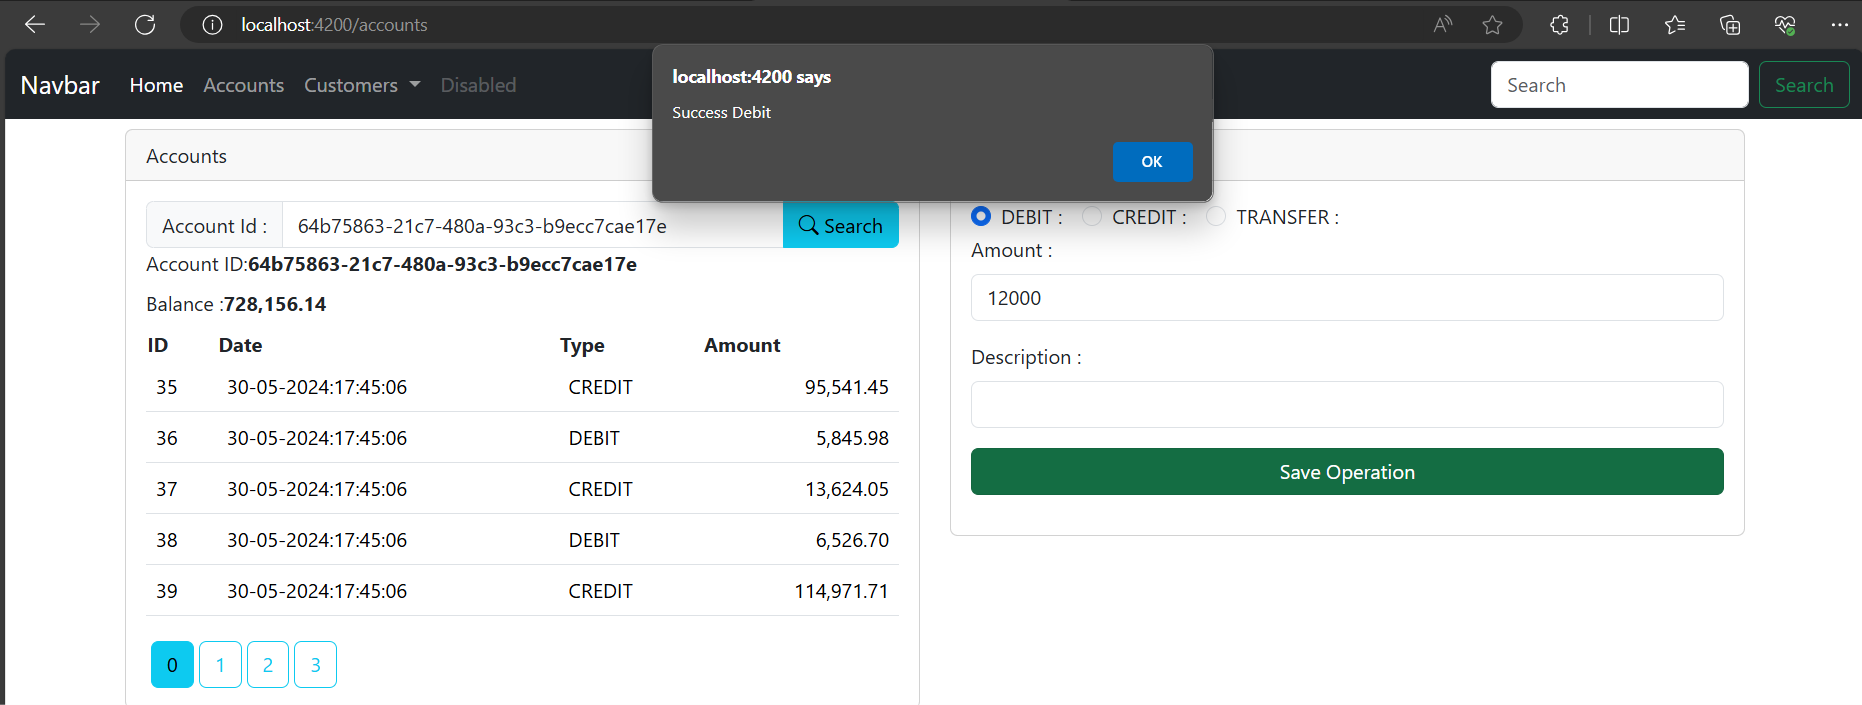 localhost:4200/accounts
Navbar Home Accounts Customers Disabled Search Search
localhost:4200 says
Success Debit
OK
Accounts
Account Id : 64b75863-21c7-480a-93c3-b9ecc7cae17e Search
Account ID:64b75863-21c7-480a-93c3-b9ecc7cae17e
Balance :728,156.14
ID Date Type Amount
35 30-05-2024:17:45:06 CREDIT 95,541.45
36 30-05-2024:17:45:06 DEBIT 5,845.98
37 30-05-2024:17:45:06 CREDIT 13,624.05
38 30-05-2024:17:45:06 DEBIT 6,526.70
39 30-05-2024:17:45:06 CREDIT 114,971.71
0 1 2 3
DEBIT : CREDIT : TRANSFER :
Amount :
12000
Description :
Save Operation